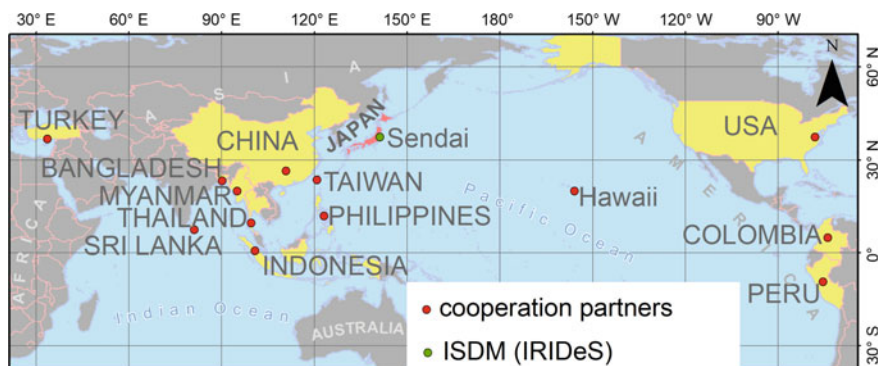 30° E 60° E 90° E 120° E 150° E 180° E 150° W 120° W 90° W
N
60° N
30° N
0°
30° S
ASIA
TURKEY
CHINA
JAPAN
Sendai
USA
BANGLADESH
MYANMAR
TAIWAN
Hawaii
THAILAND
PHILIPPINES
SRI LANKA
INDONESIA
COLOMBIA
PERU
AFRICA
AMERICA
Pacific Ocean
Indian Ocean
AUSTRALIA
cooperation partners
ISDM (IRIDeS)